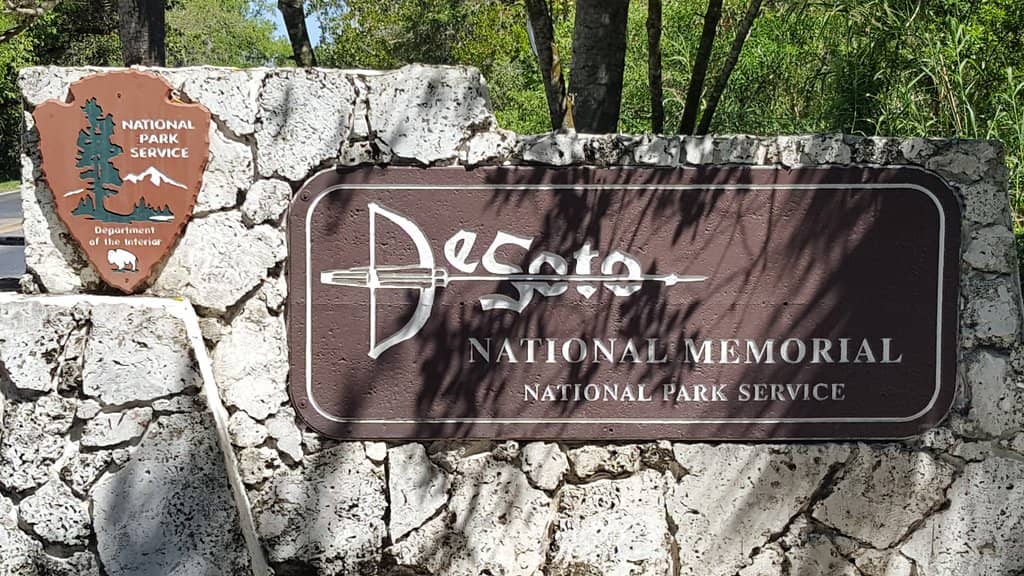 NATIONAL
PARK
SERVICE
Department
of the Interior
DeSoto
NATIONAL MEMORIAL
NATIONAL PARK SERVICE